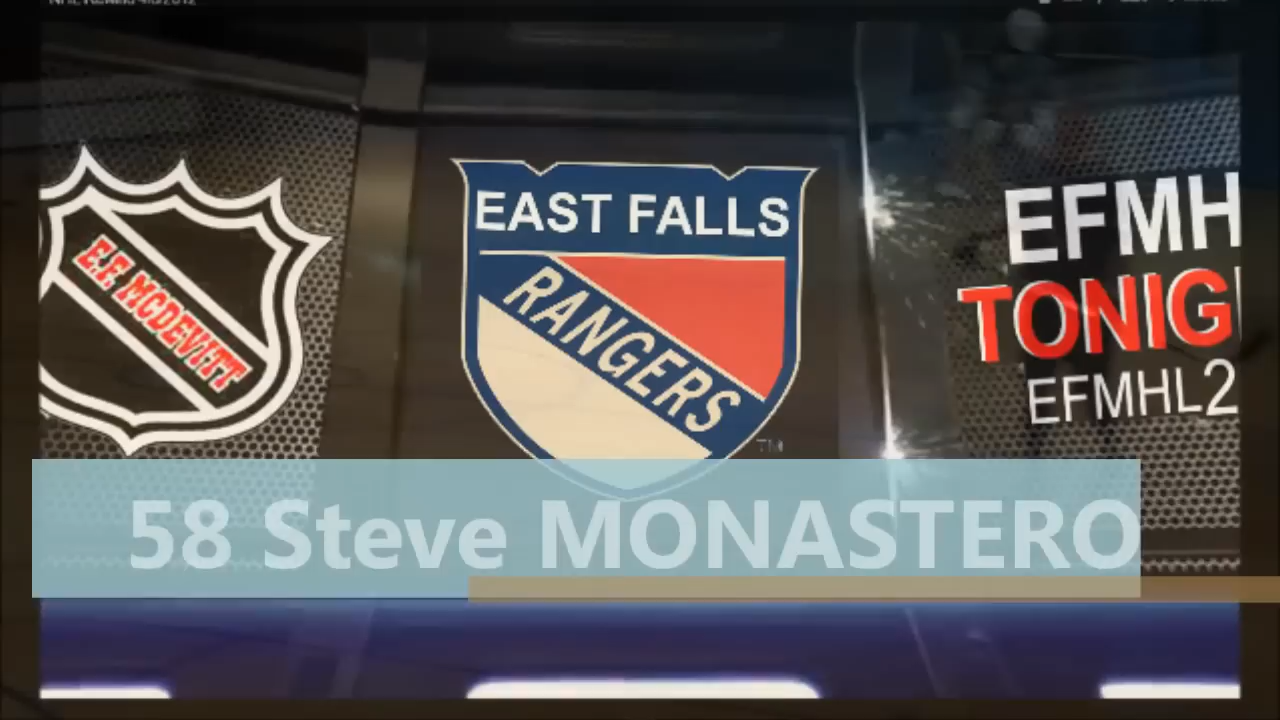 E.F. MCDEVITT
EAST FALLS
RANGERS
TM
EFMH
TONIG
EFMHL2
58 Steve MONASTERO